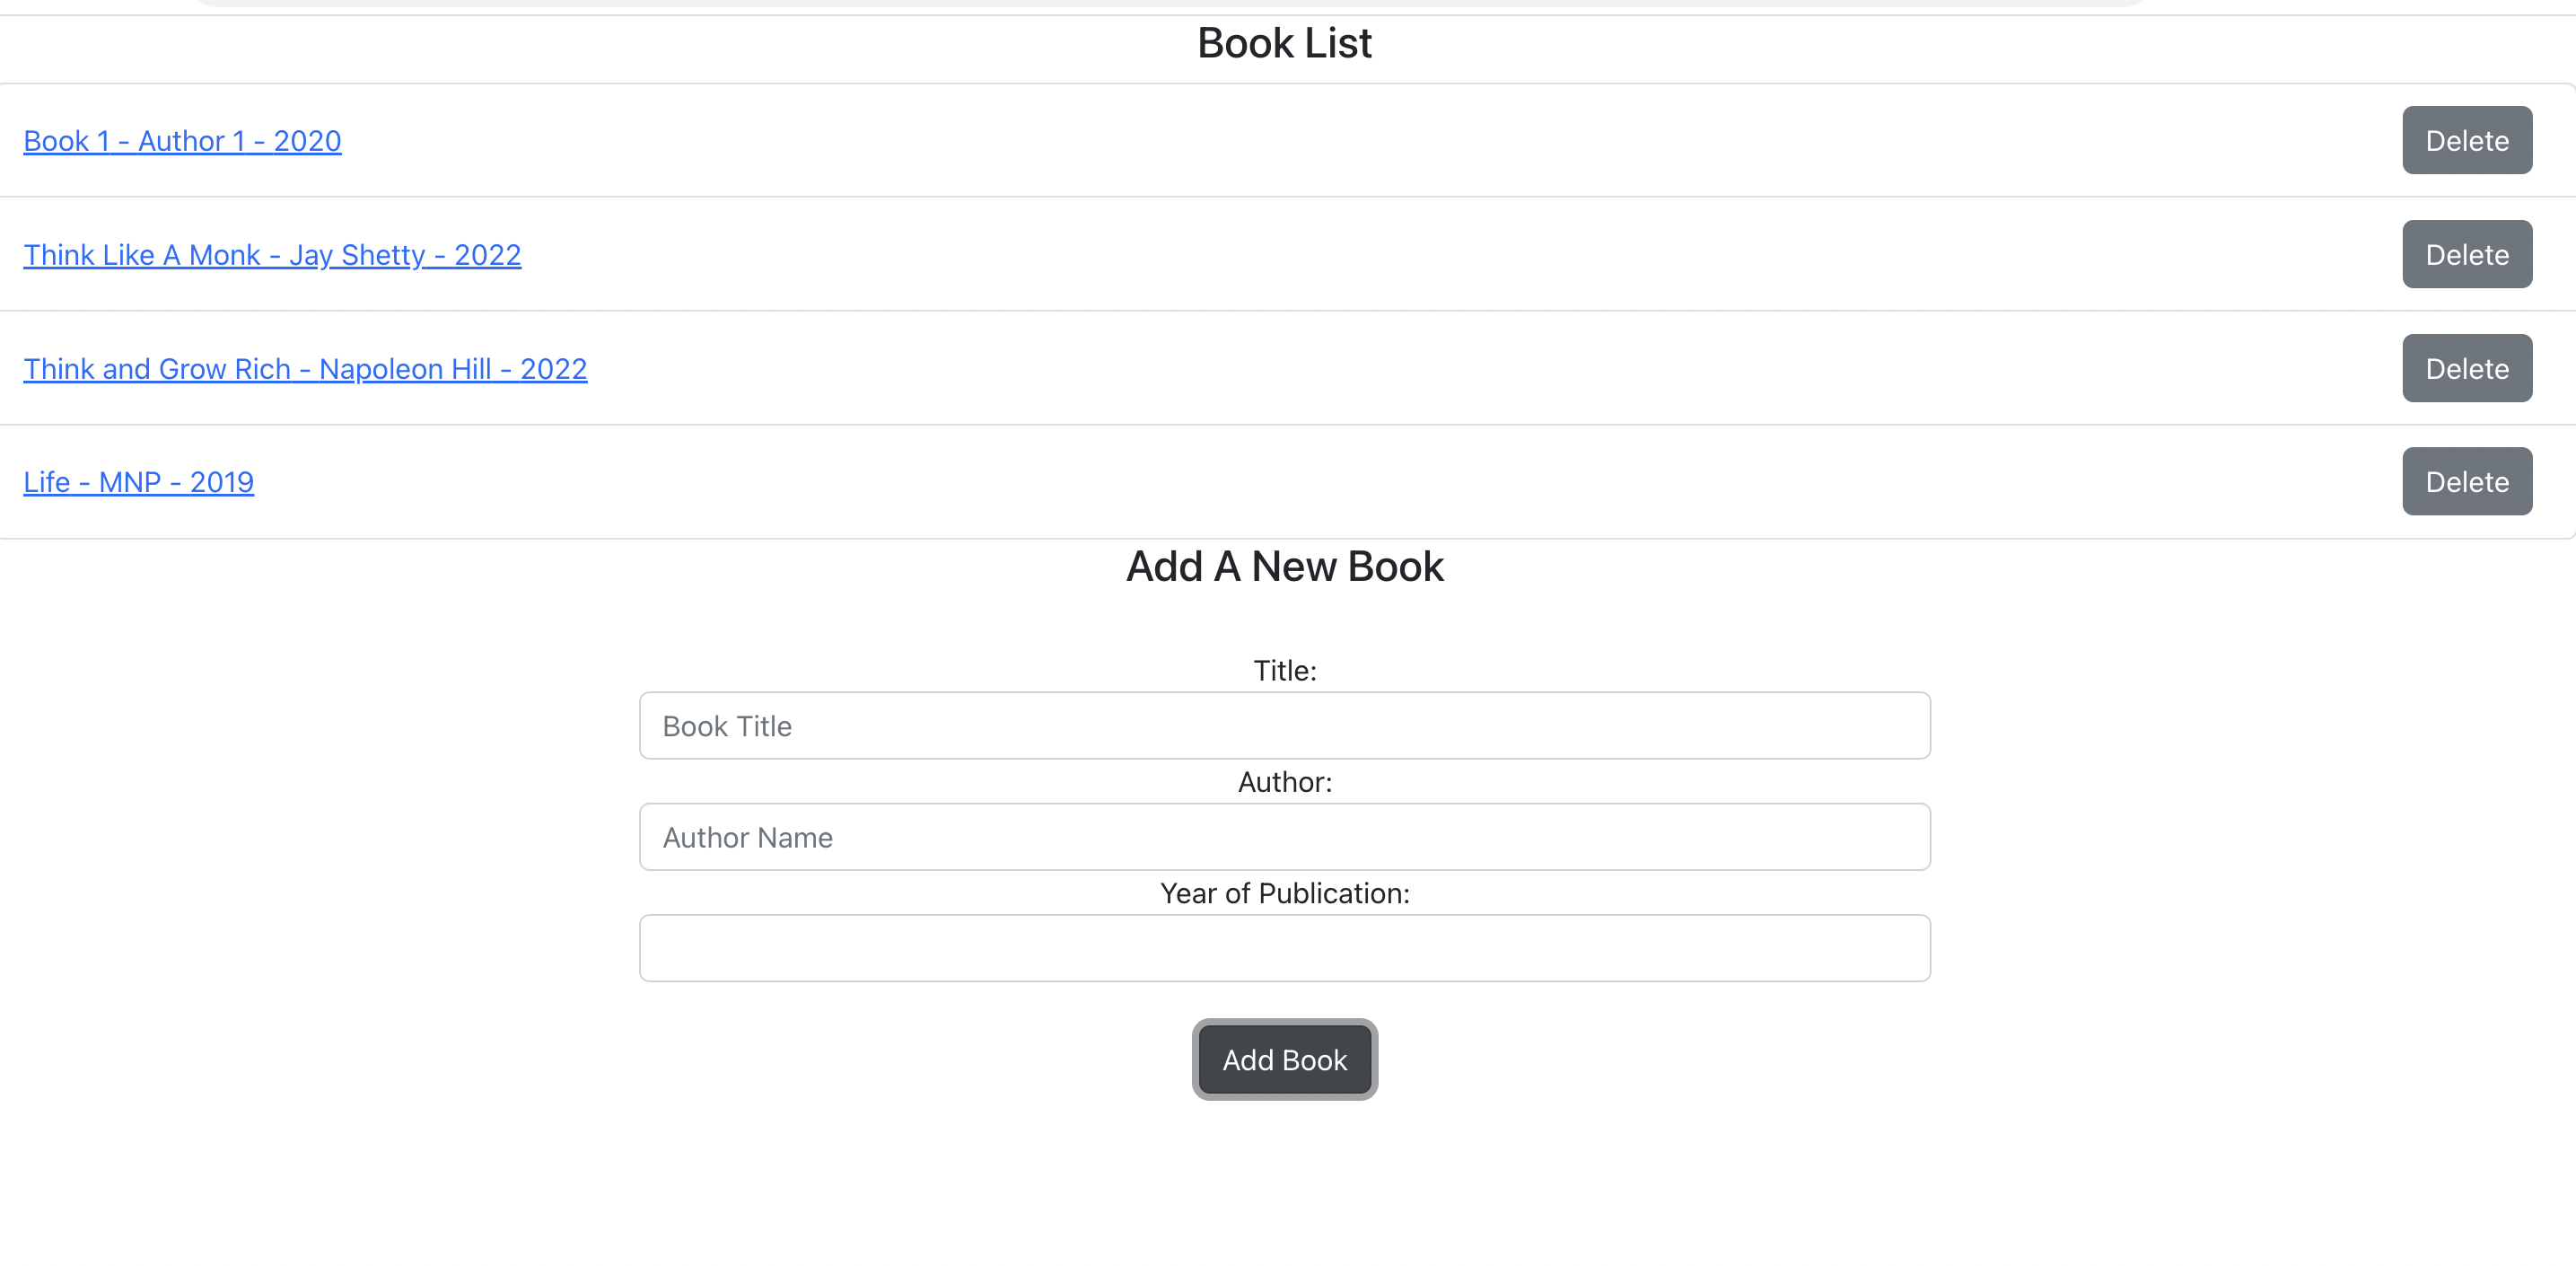 Book List
Book 1 - Author 1 - 2020 Delete
Think Like A Monk - Jay Shetty - 2022 Delete
Think and Grow Rich - Napoleon Hill - 2022 Delete
Life - MNP - 2019 Delete
Add A New Book
Title:
Book Title
Author:
Author Name
Year of Publication:
Add Book